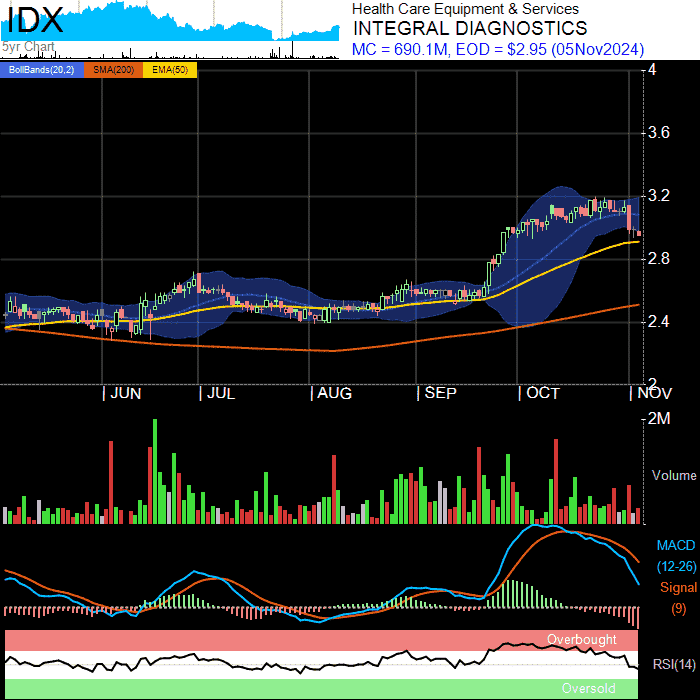 IDX
5yr Chart
Health Care Equipment & Services
INTEGRAL DIAGNOSTICS
MC = 690.1M, EOD = $2.95 (05Nov2024)
BollBands(20,2) SMA(200) EMA(50)
4
3.6
3.2
2.8
2.4
2
JUN JUL AUG SEP OCT NOV
2M
Volume
MACD
(12-26)
Signal
(9)
Overbought
RSI(14)
Oversold